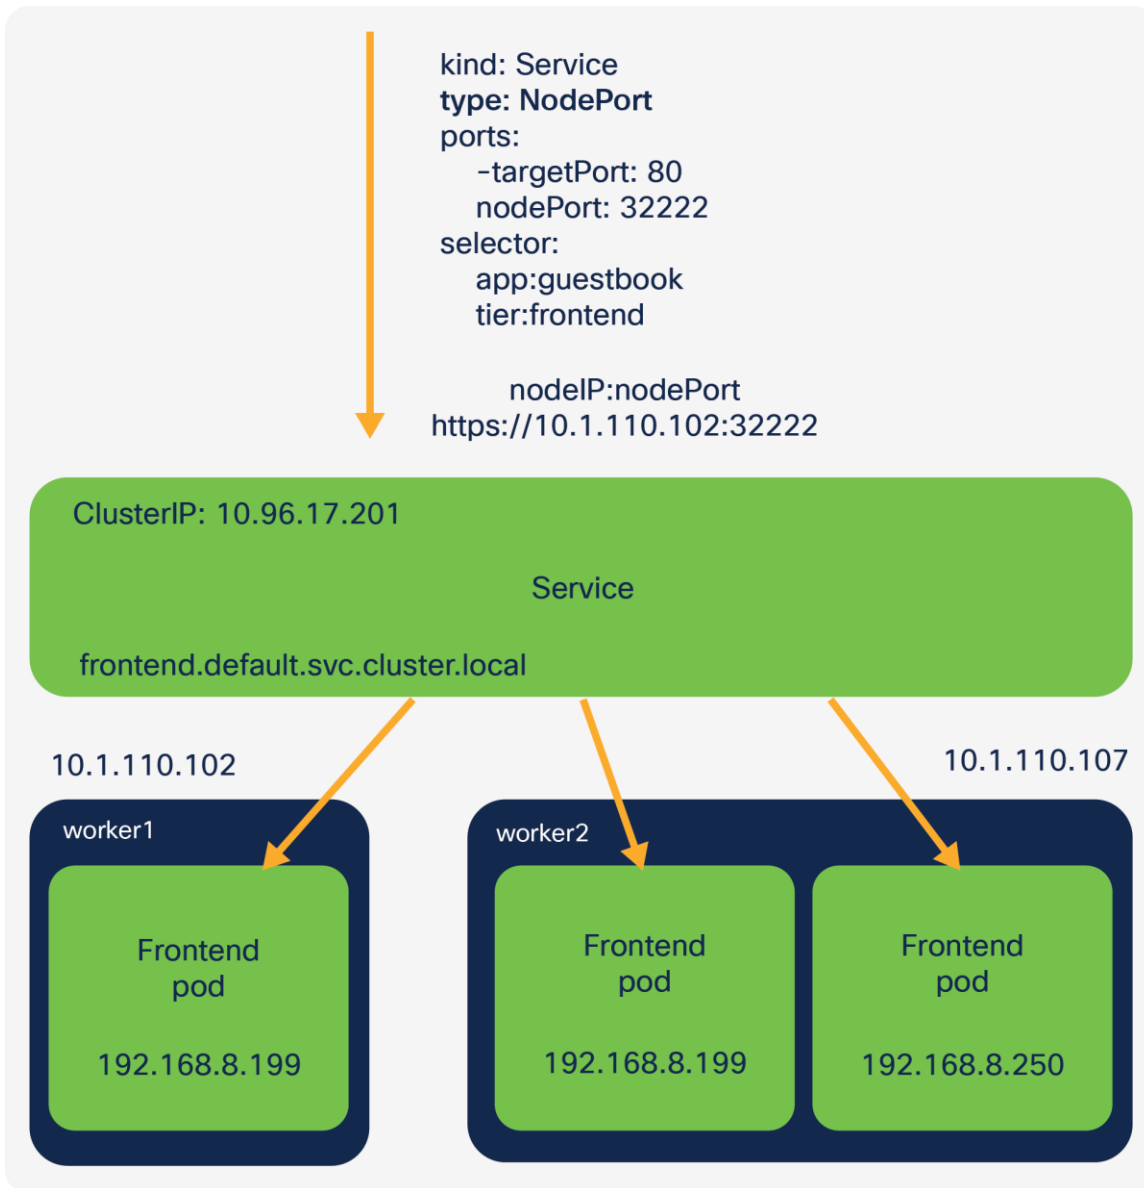 kind: Service
type: NodePort
ports:
-targetPort: 80
nodePort: 32222
selector:
app:guestbook
tier:frontend
nodeIP:nodePort
https://10.1.110.102:32222
ClusterIP: 10.96.17.201
Service
frontend.default.svc.cluster.local
10.1.110.102
10.1.110.107
worker1
Frontend
pod
192.168.8.199
worker2
Frontend
pod
192.168.8.199
Frontend
pod
192.168.8.250